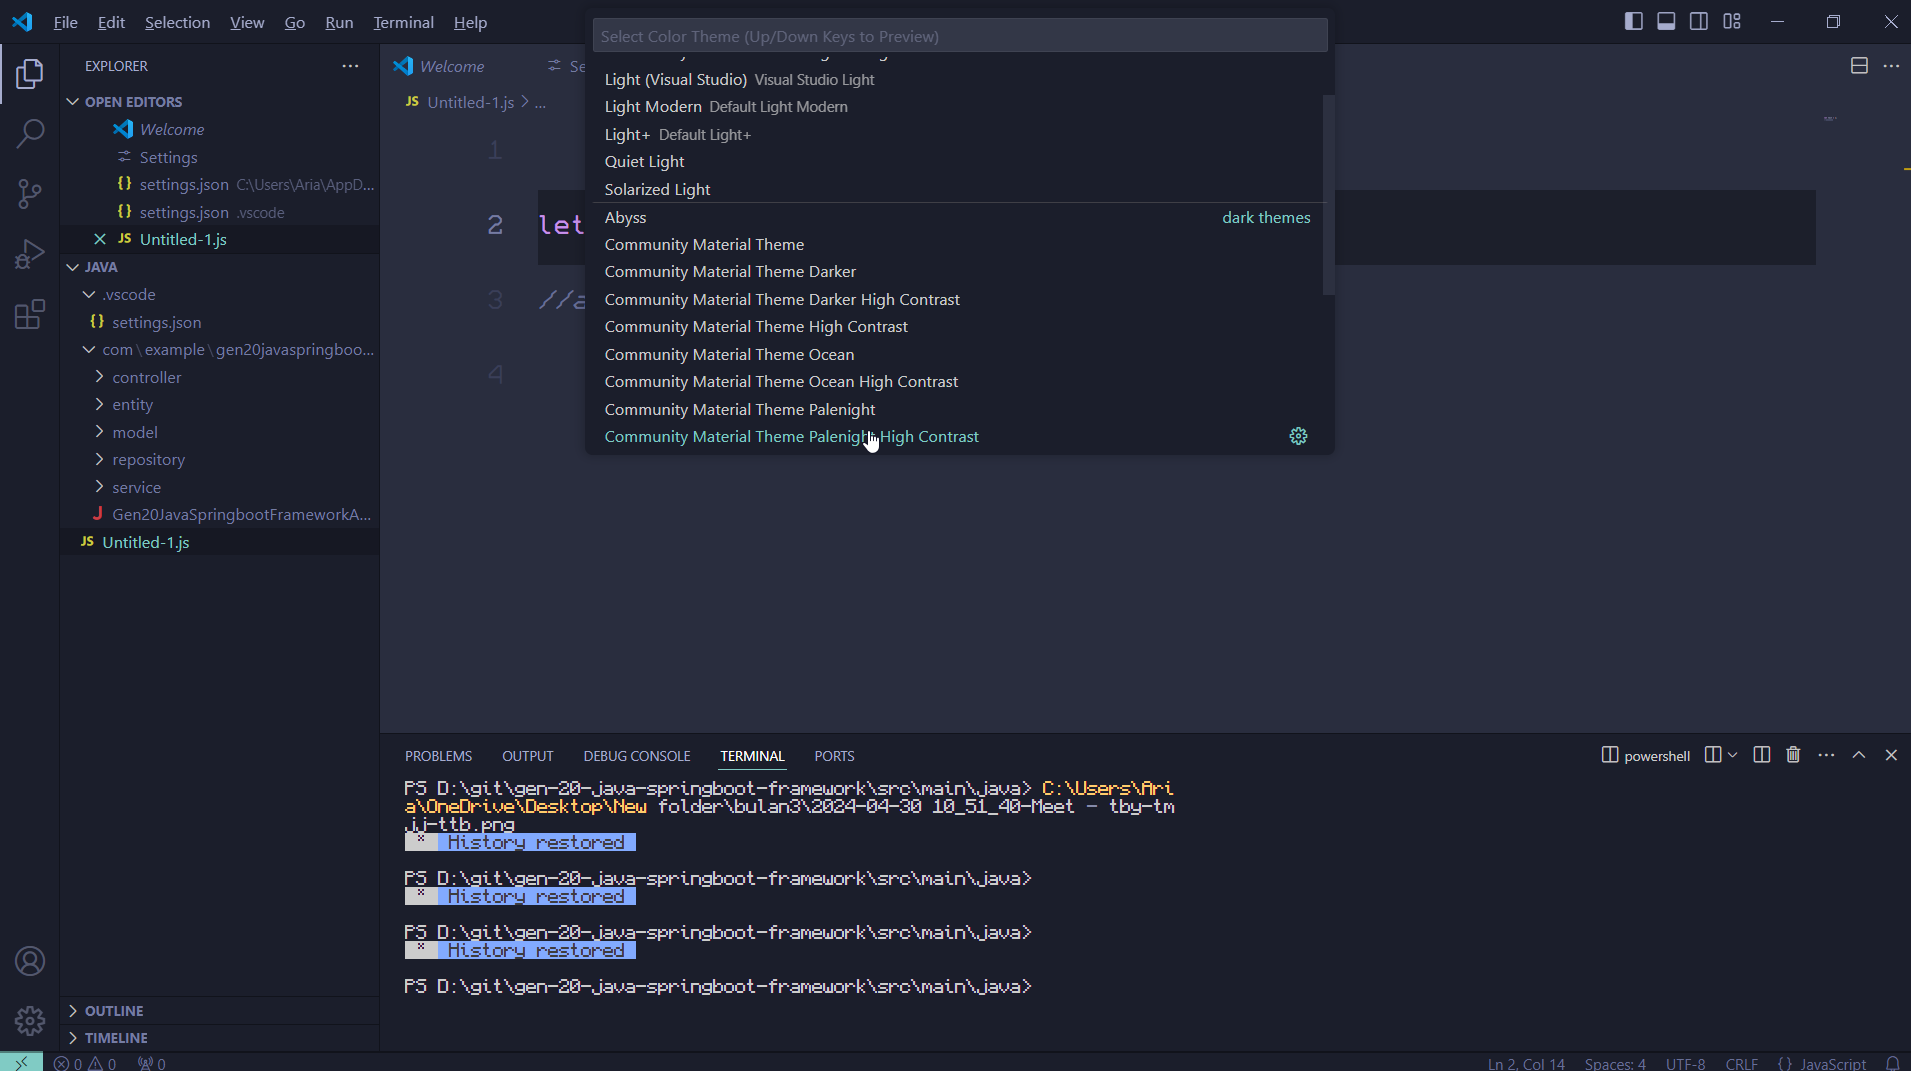 File Edit Selection View Go Run Terminal Help
Select Color Theme (Up/Down Keys to Preview)
Light (Visual Studio) Visual Studio Light
Light Modern Default Light Modern
Light+ Default Light+
Quiet Light
Solarized Light
Abyss dark themes
Community Material Theme
Community Material Theme Darker
Community Material Theme Darker High Contrast
Community Material Theme High Contrast
Community Material Theme Ocean
Community Material Theme Ocean High Contrast
Community Material Theme Palenight
Community Material Theme Palenight High Contrast
EXPLORER
OPEN EDITORS
Welcome
Settings
{} settings.json C:\Users\Aria\AppD...
{} settings.json .vscode
JS Untitled-1.js
JAVA
.vscode
{} settings.json
com\example\gen20javaspringboo...
controller
entity
model
repository
service
J Gen20JavaSpringbootFrameworkA...
JS Untitled-1.js
OUTLINE
TIMELINE
Welcome Se
JS Untitled-1.js > ...
1
2 let
3 //a
4
PROBLEMS OUTPUT DEBUG CONSOLE TERMINAL PORTS powershell
PS D:\git\gen-20-java-springboot-framework\src\main\java> C:\Users\Ari
a\OneDrive\Desktop\New folder\bulan3\2024-04-30 10_51_40-Meet - tby-tm
jj-ttb.png
* History restored
PS D:\git\gen-20-java-springboot-framework\src\main\java>
* History restored
PS D:\git\gen-20-java-springboot-framework\src\main\java>
* History restored
PS D:\git\gen-20-java-springboot-framework\src\main\java>
0 0 0 Ln 2, Col 14 Spaces: 4 UTF-8 CRLF {} JavaScript